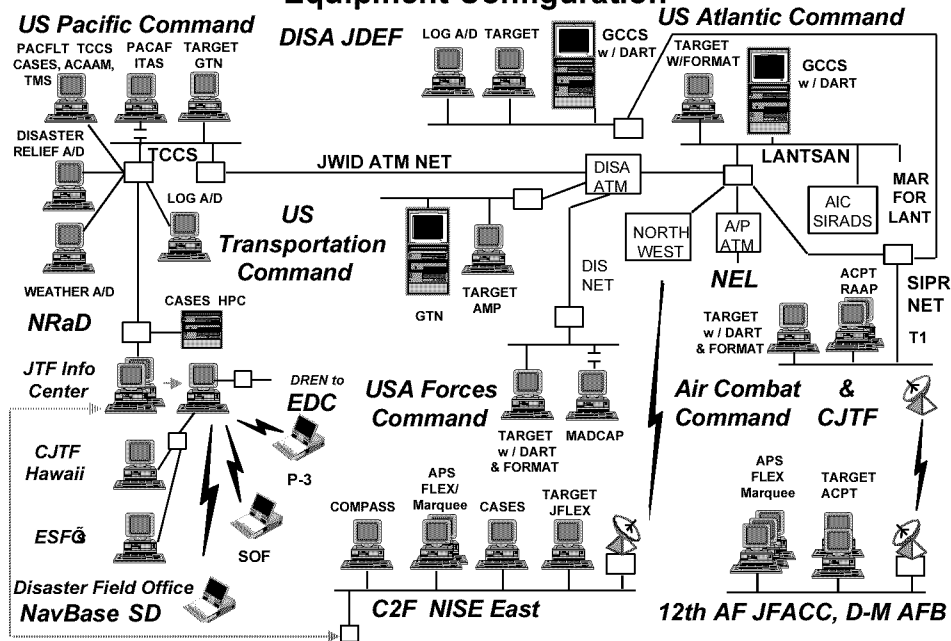 Equipment Configuration
US Pacific Command
PACFLT TCCS
CASES, ACAAM,
TMS
PACAF
ITAS
TARGET
GTN
DISA JDEF
LOG A/D
TARGET
GCCS
w / DART
US Atlantic Command
TARGET
W/FORMAT
GCCS
w / DART
DISASTER
RELIEF A/D
TCCS
JWID ATM NET
DISA
ATM
LANTSAN
MAR
FOR
LANT
LOG A/D
US
Transportation
Command
NORTH
WEST
A/P
ATM
AIC
SIRADS
WEATHER A/D
GTN
TARGET
AMP
DIS
NET
NEL
ACPT
RAAP
SIPR
NET
T1
NRaD
CASES HPC
TARGET
w / DART
& FORMAT
JTF Info
Center
DREN to
EDC
USA Forces
Command
TARGET
w / DART
& FORMAT
MADCAP
Air Combat
Command
&
CJTF
CJTF
Hawaii
P-3
ESFG̃s
SOF
COMPASS
APS
FLEX/
Marquee
CASES
TARGET
JFLEX
APS
FLEX
Marquee
TARGET
ACPT
Disaster Field Office
NavBase SD
C2F NISE East
12th AF JFACC, D-M AFB